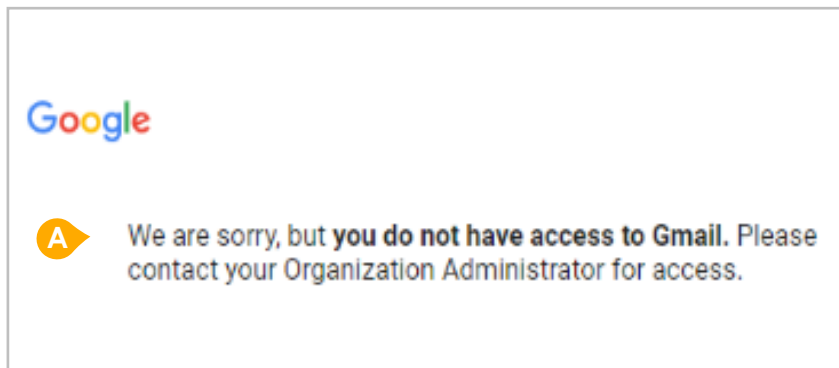 Google
A
We are sorry, but you do not have access to Gmail. Please
contact your Organization Administrator for access.